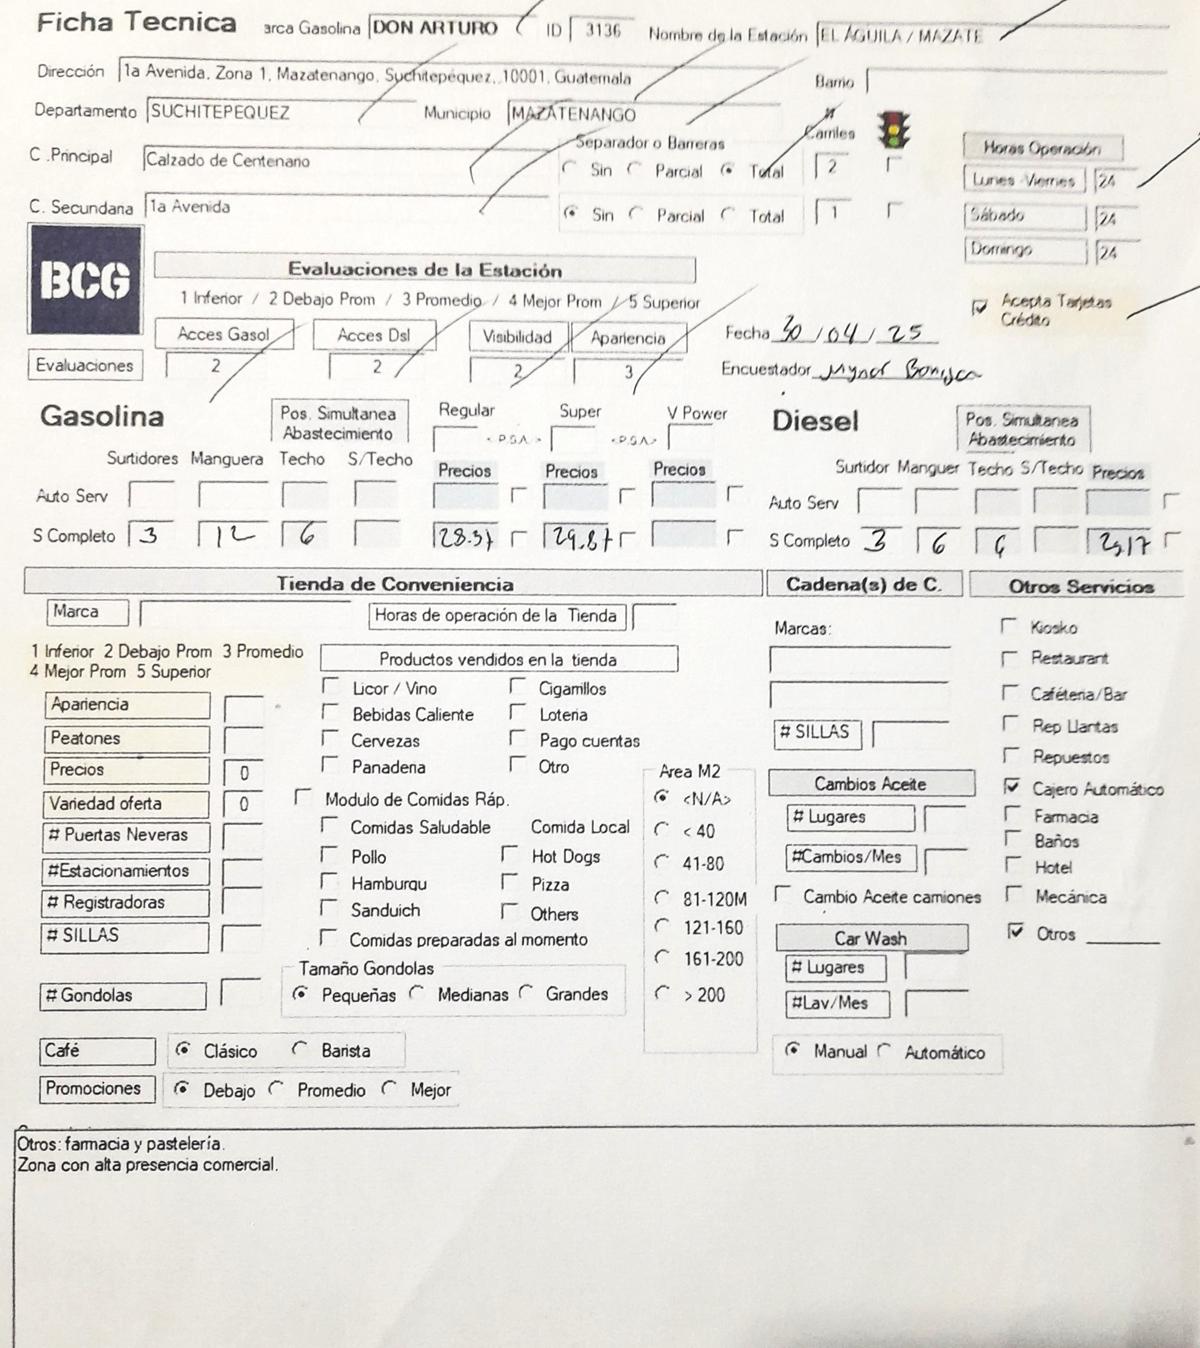 Ficha Tecnica arca Gasolina DON ARTURO ID 3136 Nombre de la Estación EL ÁGUILA / MAZATE
Dirección 1a Avenida, Zona 1, Mazatenango, Suchitepéquez, 10001, Guatemala Barrio
Departamento SUCHITEPEQUEZ Municipio MAZATENANGO
Separador o Barreras # Carriles
C .Principal Calzado de Centenario Sin Parcial Total 2
C. Secundaria 1a Avenida Sin Parcial Total 1
Horas Operación
Lunes -Viernes 24
Sábado 24
Domingo 24
BCG
Evaluaciones de la Estación
1 Inferior / 2 Debajo Prom / 3 Promedio / 4 Mejor Prom / 5 Superior
Acepta Tarjetas Crédito
Acces Gasol Acces Dsl Visibilidad Apariencia
Evaluaciones 2 2 2 3
Fecha 30 / 04 / 25
Encuestador Mynor
Gasolina
Pos. Simultanea Abastecimiento
Regular Super V Power
<P.S.A> <P.S.A>
Surtidores Manguera Techo S/Techo Precios Precios Precios
Auto Serv
S Completo 3 12 6 28.37 29.87
Diesel
Pos. Simultanea Abastecimiento
Surtidor Manguer Techo S/Techo Precios
Auto Serv
S Completo 3 6 6
Tienda de Conveniencia
Marca Horas de operación de la Tienda
1 Inferior 2 Debajo Prom 3 Promedio
4 Mejor Prom 5 Superior
Apariencia
Peatones
Precios 0
Variedad oferta 0
# Puertas Neveras
#Estacionamientos
# Registradoras
# SILLAS
#Gondolas
Productos vendidos en la tienda
Licor / Vino Cigarrillos
Bebidas Caliente Loteria
Cervezas Pago cuentas
Panaderia Otro
Modulo de Comidas Ráp.
Comidas Saludable Comida Local
Pollo Hot Dogs
Hamburqu Pizza
Sanduich Others
Comidas preparadas al momento
Tamaño Gondolas
Pequeñas Medianas Grandes
Area M2
<N/A>
< 40
41-80
81-120M
121-160
161-200
> 200
Café Clásico Barista
Promociones Debajo Promedio Mejor
Cadena(s) de C.
Marcas:
# SILLAS
Cambios Aceite
# Lugares
#Cambios/Mes
Cambio Aceite camiones
Car Wash
# Lugares
#Lav/Mes
Manual Automático
Otros Servicios
Kiosko
Restaurant
Caféteria/Bar
Rep Llantas
Repuestos
Cajero Automático
Farmacia
Baños
Hotel
Mecánica
Otros
Otros: farmacia y pastelería.
Zona con alta presencia comercial.